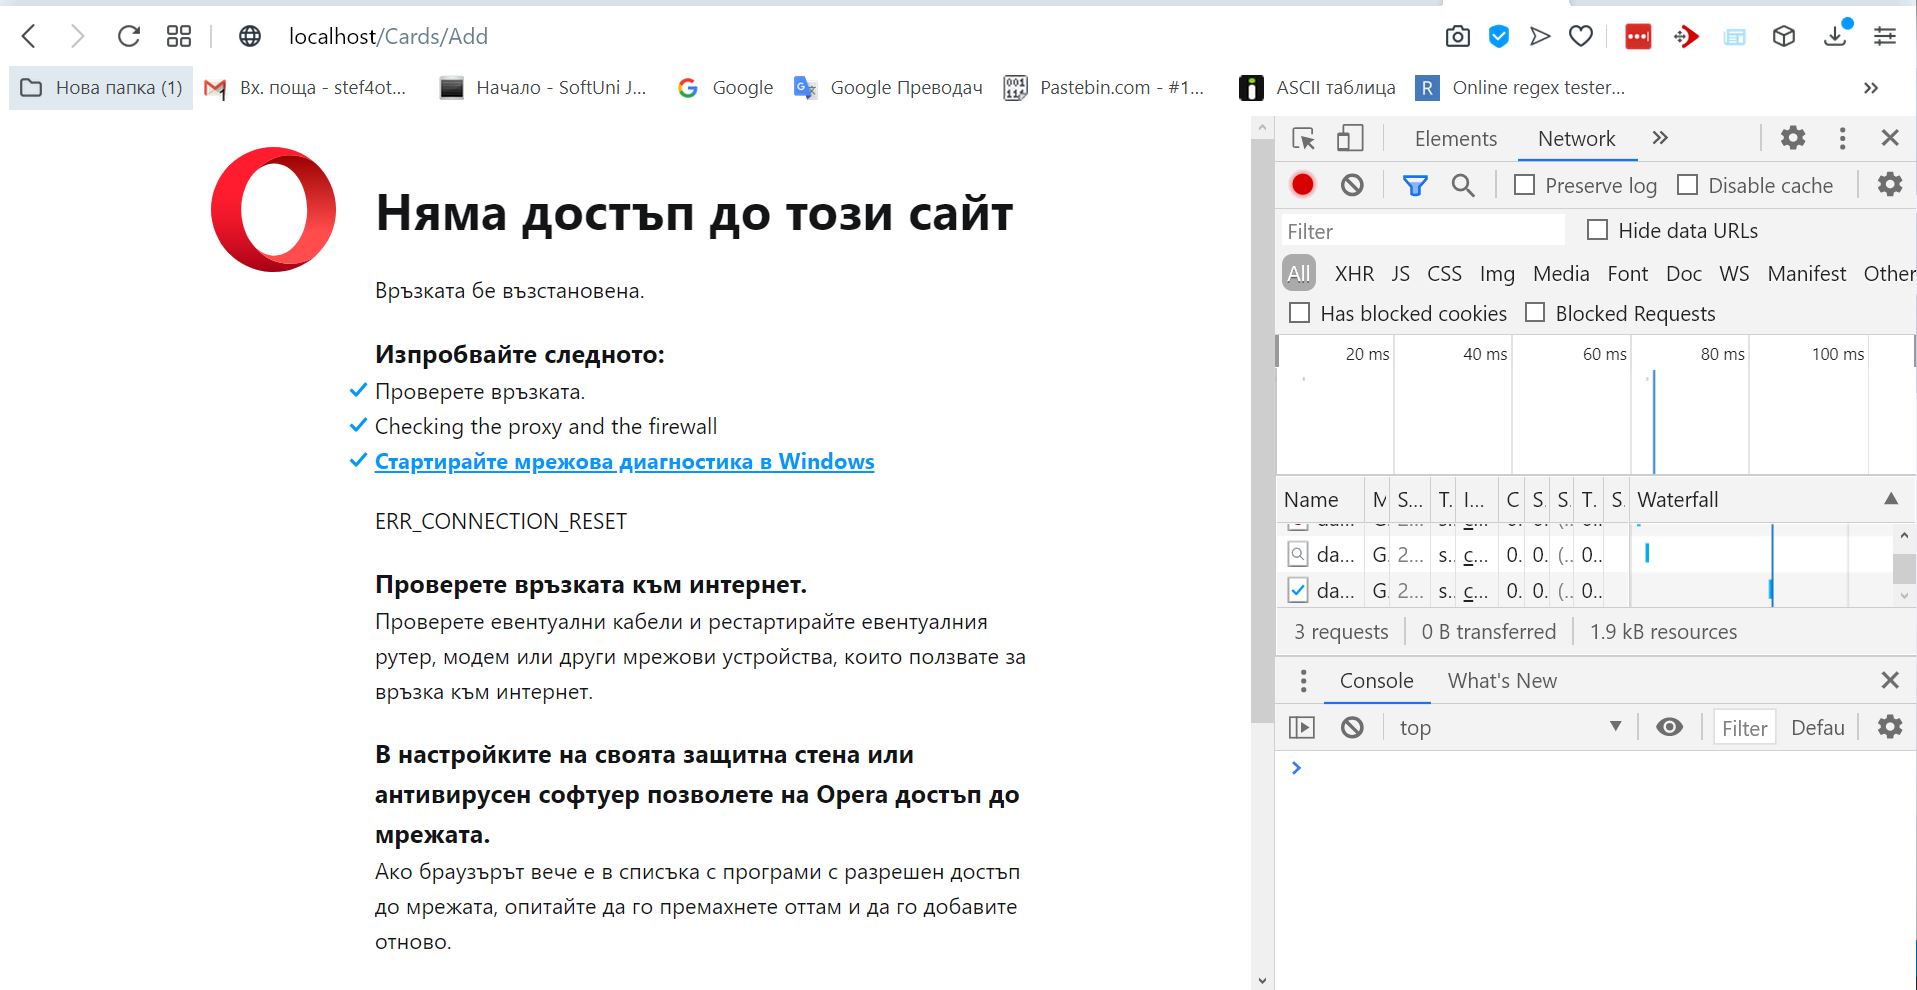 localhost/Cards/Add
Нова папка (1)
Вх. поща - stef4ot...
Начало - SoftUni J...
Google
Google Преводач
Pastebin.com - #1...
ASCII таблица
R
Online regex tester...
Няма достъп до този сайт
Връзката бе възстановена.
Изпробвайте следното:
Проверете връзката.
Checking the proxy and the firewall
Стартирайте мрежова диагностика в Windows
ERR_CONNECTION_RESET
Проверете връзката към интернет.
Проверете евентуални кабели и рестартирайте евентуалния
рутер, модем или други мрежови устройства, които ползвате за
връзка към интернет.
В настройките на своята защитна стена или
антивирусен софтуер позволете на Opera достъп до
мрежата.
Ако браузърът вече е в списъка с програми с разрешен достъп
до мрежата, опитайте да го премахнете оттам и да го добавите
отново.
Elements Network
Preserve log Disable cache
Filter Hide data URLs
All XHR JS CSS Img Media Font Doc WS Manifest Other
Has blocked cookies Blocked Requests
20 ms 40 ms 60 ms 80 ms 100 ms
Name M S... T. I... C S. S. T. S Waterfall
da... G. 2... s.. c... 0. 0. (.. 0..
da... G. 2... s.. c... 0. 0. (.. 0..
3 requests 0 B transferred 1.9 kB resources
Console What's New
top Filter Defau